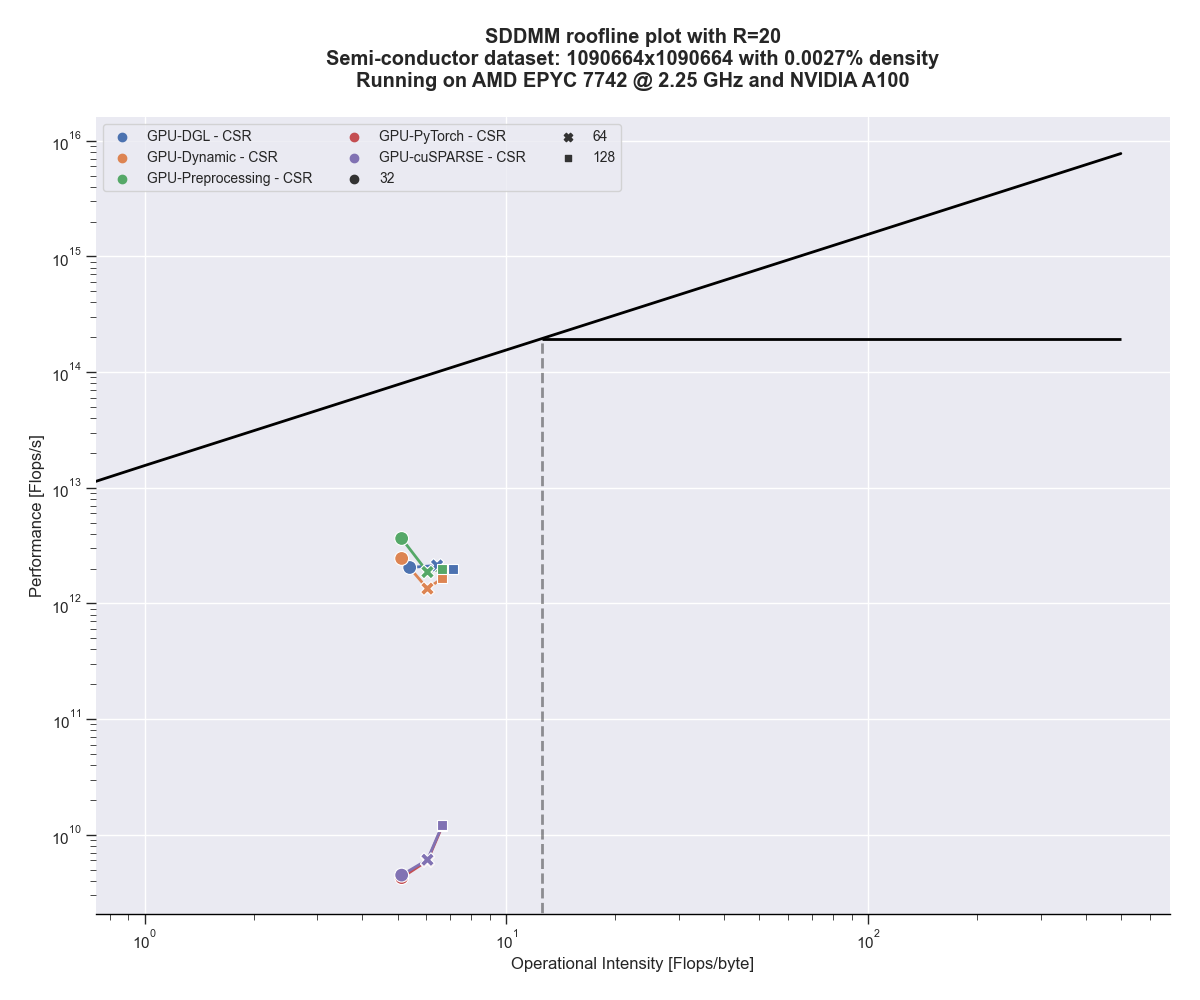 SDDMM roofline plot with R=20
Semi-conductor dataset: 1090664x1090664 with 0.0027% density
Running on AMD EPYC 7742 @ 2.25 GHz and NVIDIA A100
GPU-DGL - CSR
GPU-Dynamic - CSR
GPU-Preprocessing - CSR
GPU-PyTorch - CSR
GPU-cuSPARSE - CSR
32
64
128
Performance [Flops/s]
10^16
10^15
10^14
10^13
10^12
10^11
10^10
10^0
10^1
10^2
Operational Intensity [Flops/byte]